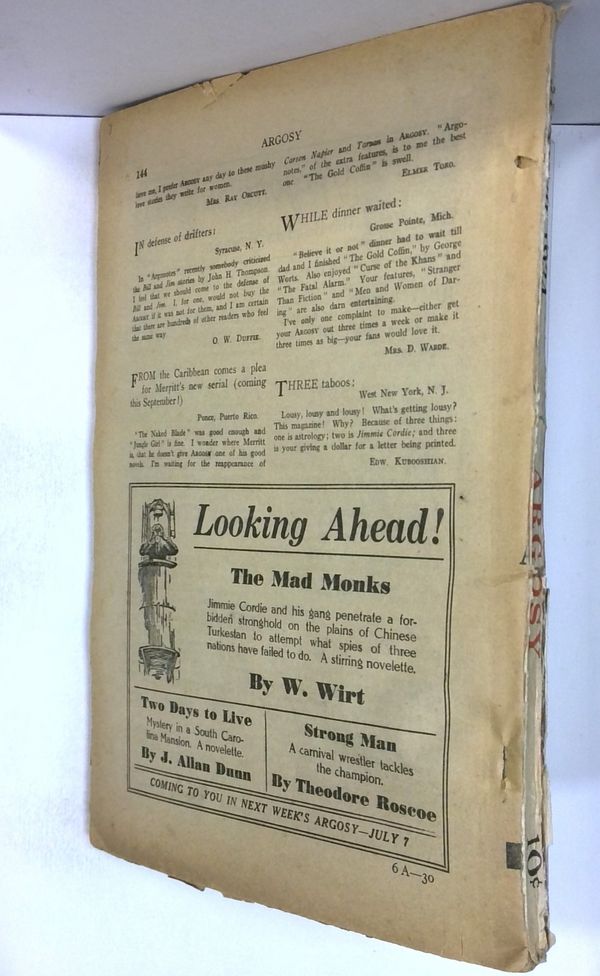 ARGOSY
144
lieve me, I prefer ARGOSY any day to these mushy
love stories they write for women.
MRS. RAY ORCUTT.
IN defense of drifters:
Syracuse, N. Y.
In "Argonotes" recently somebody criticized
the Bill and Jim stories by John H. Thompson.
I feel that we should come to the defense of
Bill and Jim. I, for one, would not buy the
ARGOSY if it was not for them, and I am certain
that there are hundreds of other readers who feel
the same way
O. W. DUFFIE.
FROM the Caribbean comes a plea
for Merritt's new serial (coming
this September!)
Ponce, Puerto Rico.
"The Naked Blade" was good enough and
"Jungle Girl" is fine. I wonder where Merritt
is, that he doesn't give ARGOSY one of his good
novels. I'm waiting for the reappearance of
Carson Napier and Tarzan in ARGOSY. "Argo-
notes," of the extra features, is to me the best
one "The Gold Coffin" is swell.
ELMER TORO.
WHILE dinner waited:
Grosse Pointe, Mich.
"Believe it or not" dinner had to wait till
dad and I finished "The Gold Coffin," by George
Worts. Also enjoyed "Curse of the Khans" and
"The Fatal Alarm." Your features, "Stranger
Than Fiction" and "Men and Women of Dar-
ing" are also darn entertaining.
I've only one complaint to make—either get
your ARGOSY out three times a week or make it
three times as big—your fans would love it.
MRS. D. WARDE.
THREE taboos:
West New York, N. J.
Lousy, lousy and lousy! What's getting lousy?
This magazine! Why? Because of three things:
one is astrology; two is Jimmie Cordie; and three
is your giving a dollar for a letter being printed.
EDW. KUBOOSHIAN.
Looking Ahead!
The Mad Monks
Jimmie Cordie and his gang penetrate a for-
bidden stronghold on the plains of Chinese
Turkestan to attempt what spies of three
nations have failed to do. A stirring novelette.
By W. Wirt
Two Days to Live
Mystery in a South Caro-
lina Mansion. A novelette.
By J. Allan Dunn
Strong Man
A carnival wrestler tackles
the champion.
By Theodore Roscoe
COMING TO YOU IN NEXT WEEK'S ARGOSY—JULY 7
6 A—30
ARGOSY
10¢